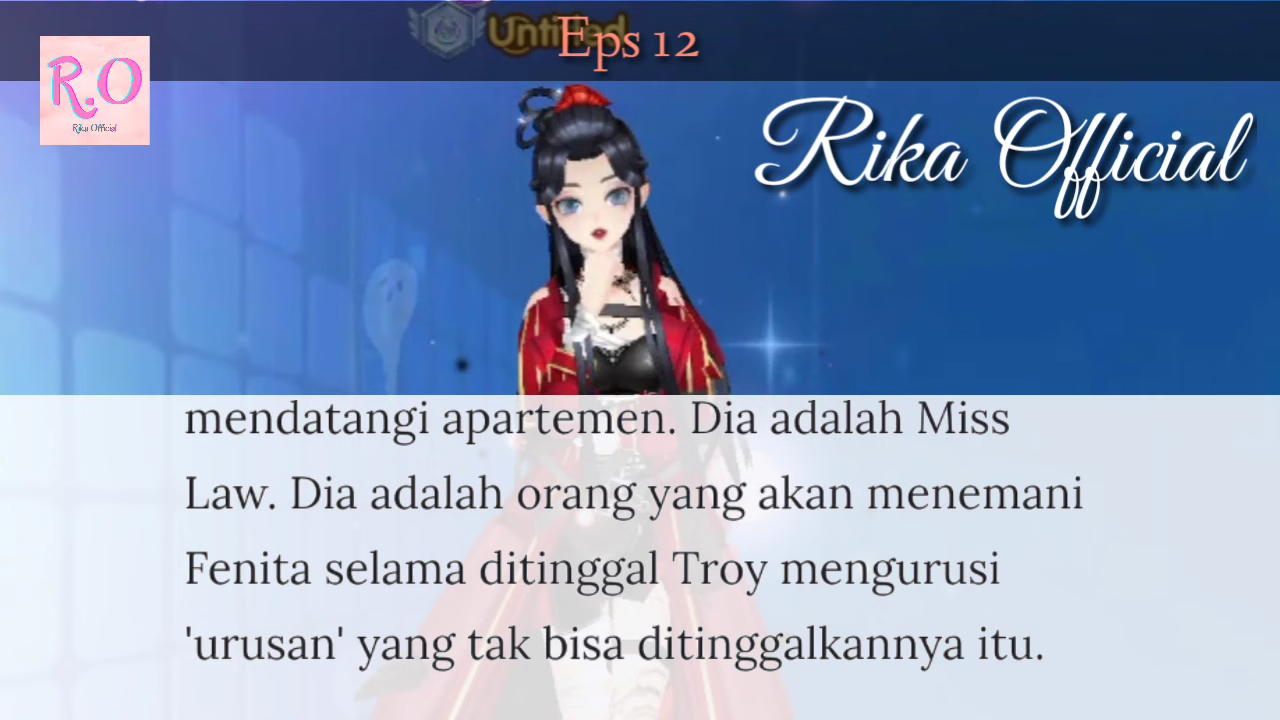 Untitled
Eps 12
R.O
Rika Official
Rika Official
mendatangi apartemen. Dia adalah Miss
Law. Dia adalah orang yang akan menemani
Fenita selama ditinggal Troy mengurusi
'urusan' yang tak bisa ditinggalkannya itu.